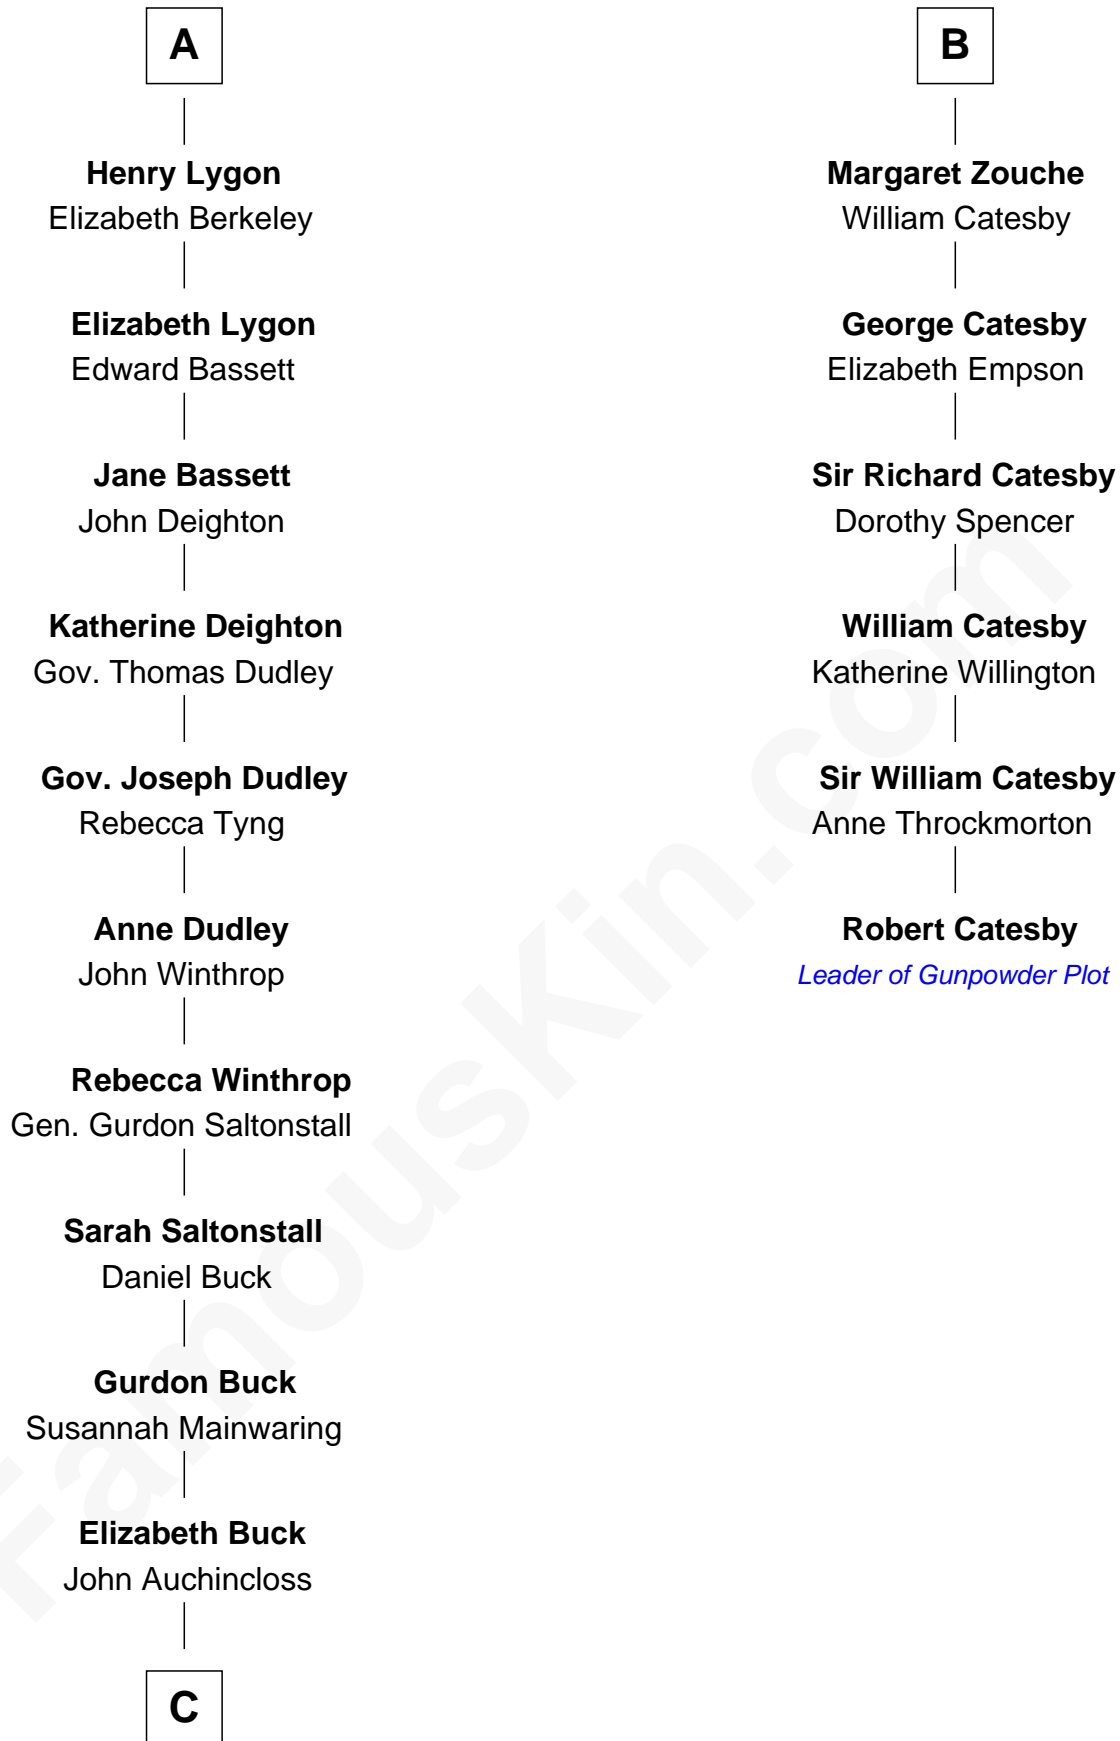 A
Henry Lygon
Elizabeth Berkeley
Elizabeth Lygon
Edward Bassett
Jane Bassett
John Deighton
Katherine Deighton
Gov. Thomas Dudley
Gov. Joseph Dudley
Rebecca Tyng
Anne Dudley
John Winthrop
Rebecca Winthrop
Gen. Gurdon Saltonstall
Sarah Saltonstall
Daniel Buck
Gurdon Buck
Susannah Mainwaring
Elizabeth Buck
John Auchincloss
C
B
Margaret Zouche
William Catesby
George Catesby
Elizabeth Empson
Sir Richard Catesby
Dorothy Spencer
William Catesby
Katherine Willington
Sir William Catesby
Anne Throckmorton
Robert Catesby
Leader of Gunpowder Plot
FamousKin.com